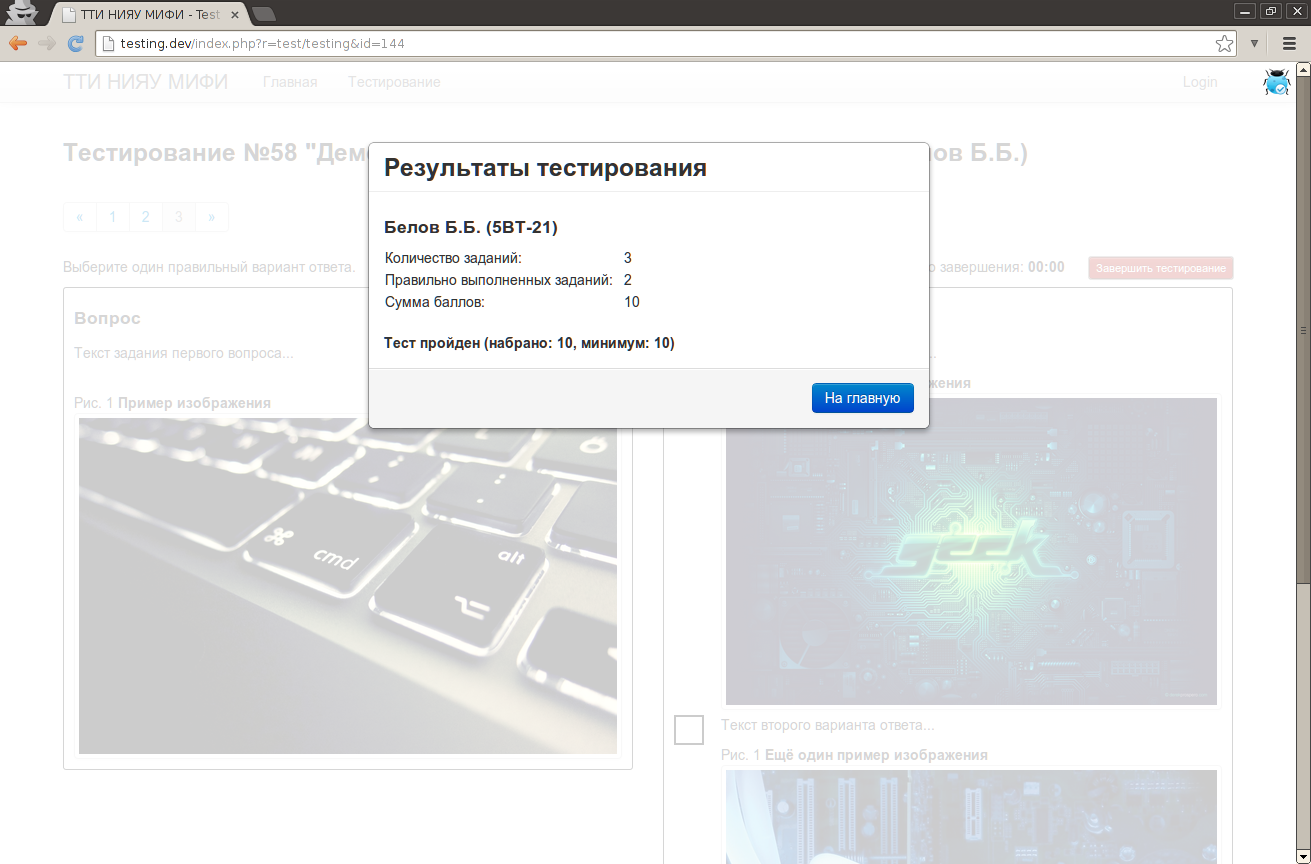 ТТИ НИЯУ МИФИ - Test
testing.dev/index.php?r=test/testing&id=144
ТТИ НИЯУ МИФИ Главная Тестирование Login
Тестирование №58 "Дем
ов Б.Б.)
Результаты тестирования
« 1 2 3 »
Белов Б.Б. (5ВТ-21)
Количество заданий: 3
Правильно выполненных заданий: 2
Сумма баллов: 10
Тест пройден (набрано: 10, минимум: 10)
На главную
Выберите один правильный вариант ответа.
о завершения: 00:00
Завершить тестирование
Вопрос
Текст задания первого вопроса...
Рис. 1 Пример изображения
cmd
alt
жения
geek
Текст второго варианта ответа...
Рис. 1 Ещё один пример изображения